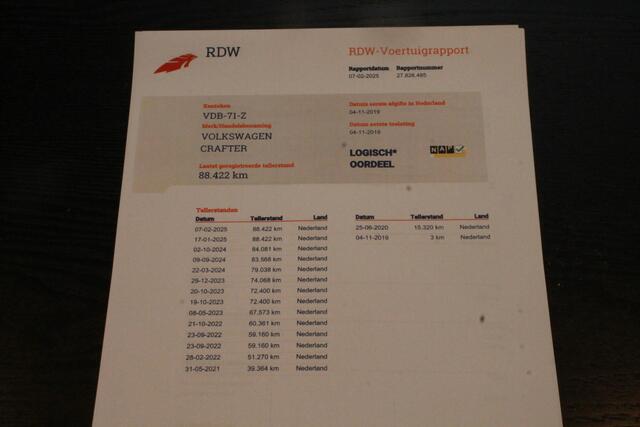 RDW
RDW-Voertuigrapport
Rapportdatum Rapportnummer
07-02-2025 27.826.485
Kenteken
VDB-71-Z
Merk/Handelsbenaming
VOLKSWAGEN
CRAFTER
Laatst geregistreerde tellerstand
88.422 km
Datum eerste afgifte in Nederland
04-11-2019
Datum eerste toelating
04-11-2019
LOGISCH*
OORDEEL
NAP
Tellerstanden
Datum Tellerstand Land
07-02-2025 88.422 km Nederland
17-01-2025 88.422 km Nederland
02-10-2024 84.081 km Nederland
09-09-2024 83.568 km Nederland
22-03-2024 79.038 km Nederland
29-12-2023 74.068 km Nederland
20-10-2023 72.400 km Nederland
19-10-2023 72.400 km Nederland
08-05-2023 67.573 km Nederland
21-10-2022 60.361 km Nederland
23-09-2022 59.160 km Nederland
23-09-2022 59.160 km Nederland
28-02-2022 51.270 km Nederland
31-05-2021 39.364 km Nederland
Datum Tellerstand Land
25-06-2020 15.320 km Nederland
04-11-2019 3 km Nederland